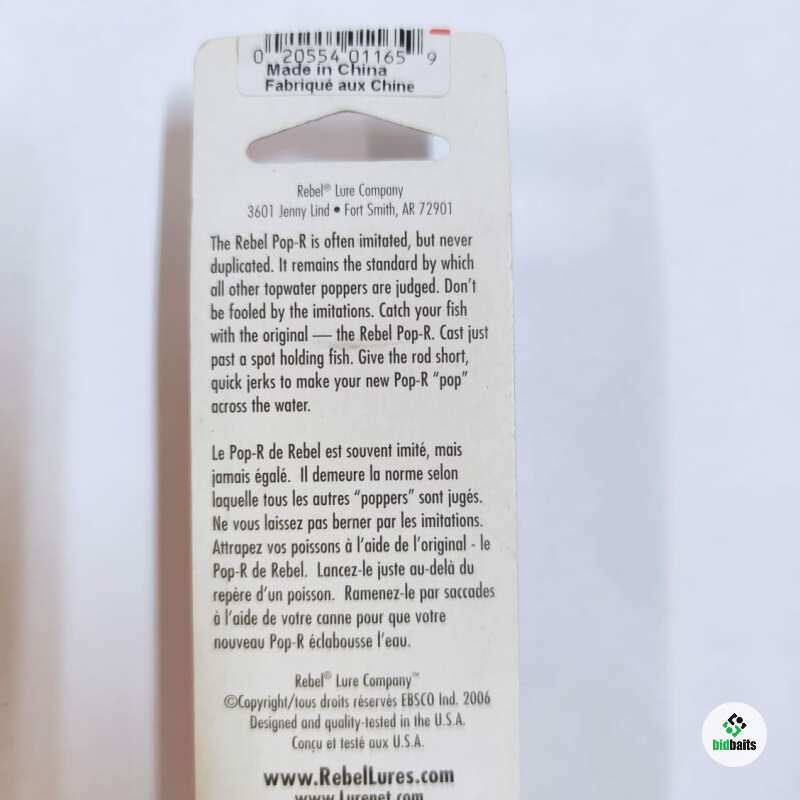 0 20554 01165 9
Made in China
Fabriqué aux Chine
Rebel® Lure Company
3601 Jenny Lind • Fort Smith, AR 72901
The Rebel Pop-R is often imitated, but never
duplicated. It remains the standard by which
all other topwater poppers are judged. Don't
be fooled by the imitations. Catch your fish
with the original — the Rebel Pop-R. Cast just
past a spot holding fish. Give the rod short,
quick jerks to make your new Pop-R “pop”
across the water.
Le Pop-R de Rebel est souvent imité, mais
jamais égalé. Il demeure la norme selon
laquelle tous les autres “poppers” sont jugés.
Ne vous laissez pas berner par les imitations.
Attrapez vos poissons à l'aide de l'original - le
Pop-R de Rebel. Lancez-le juste au-delà du
repère d'un poisson. Ramenez-le par saccades
à l'aide de votre canne pour que votre
nouveau Pop-R éclabousse l'eau.
Rebel® Lure Company™
©Copyright/tous droits réservés EBSCO Ind. 2006
Designed and quality-tested in the U.S.A.
Conçu et testé aux U.S.A.
www.RebelLures.com
www.Lurenet.com
bidbaits